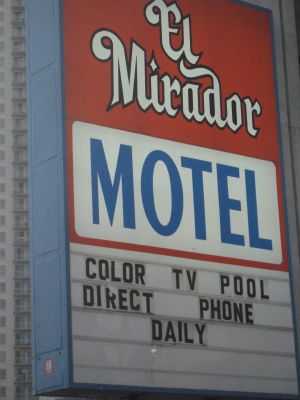 El
Mirador
MOTEL
COLOR TV POOL
DIRECT PHONE
DAILY